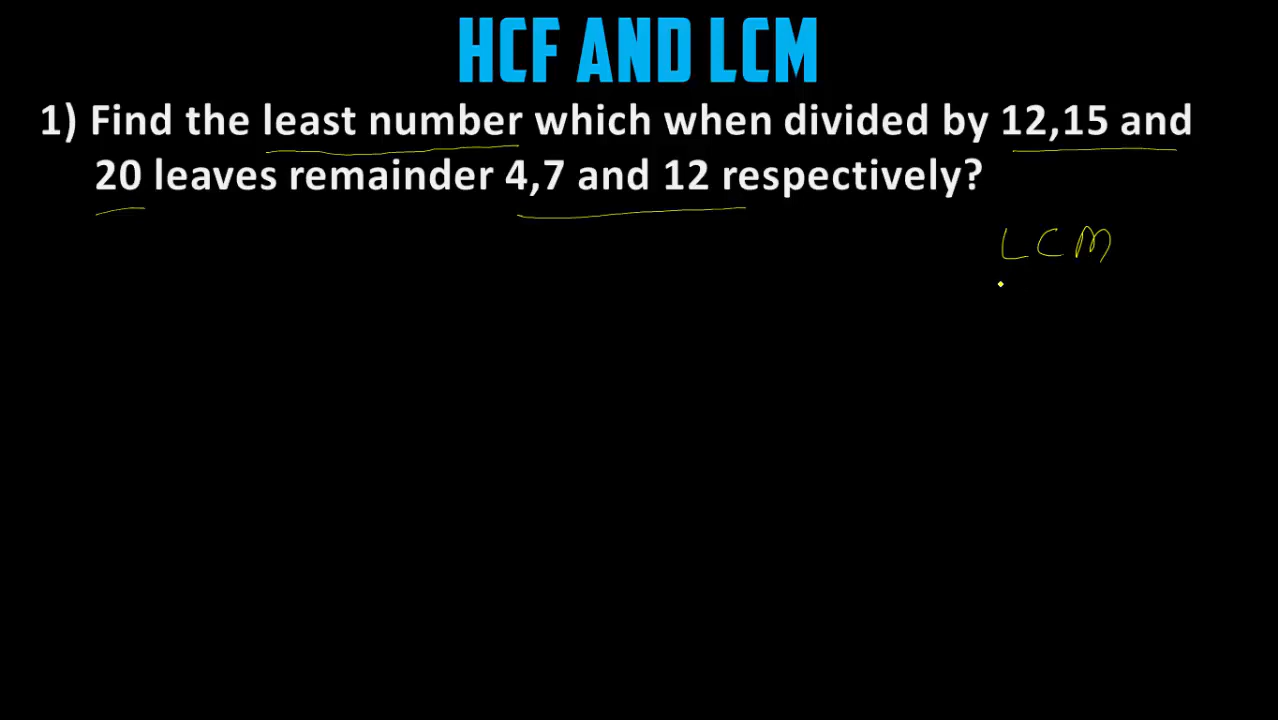 HCF AND LCM
1) Find the least number which when divided by 12,15 and
20 leaves remainder 4,7 and 12 respectively?
LCM